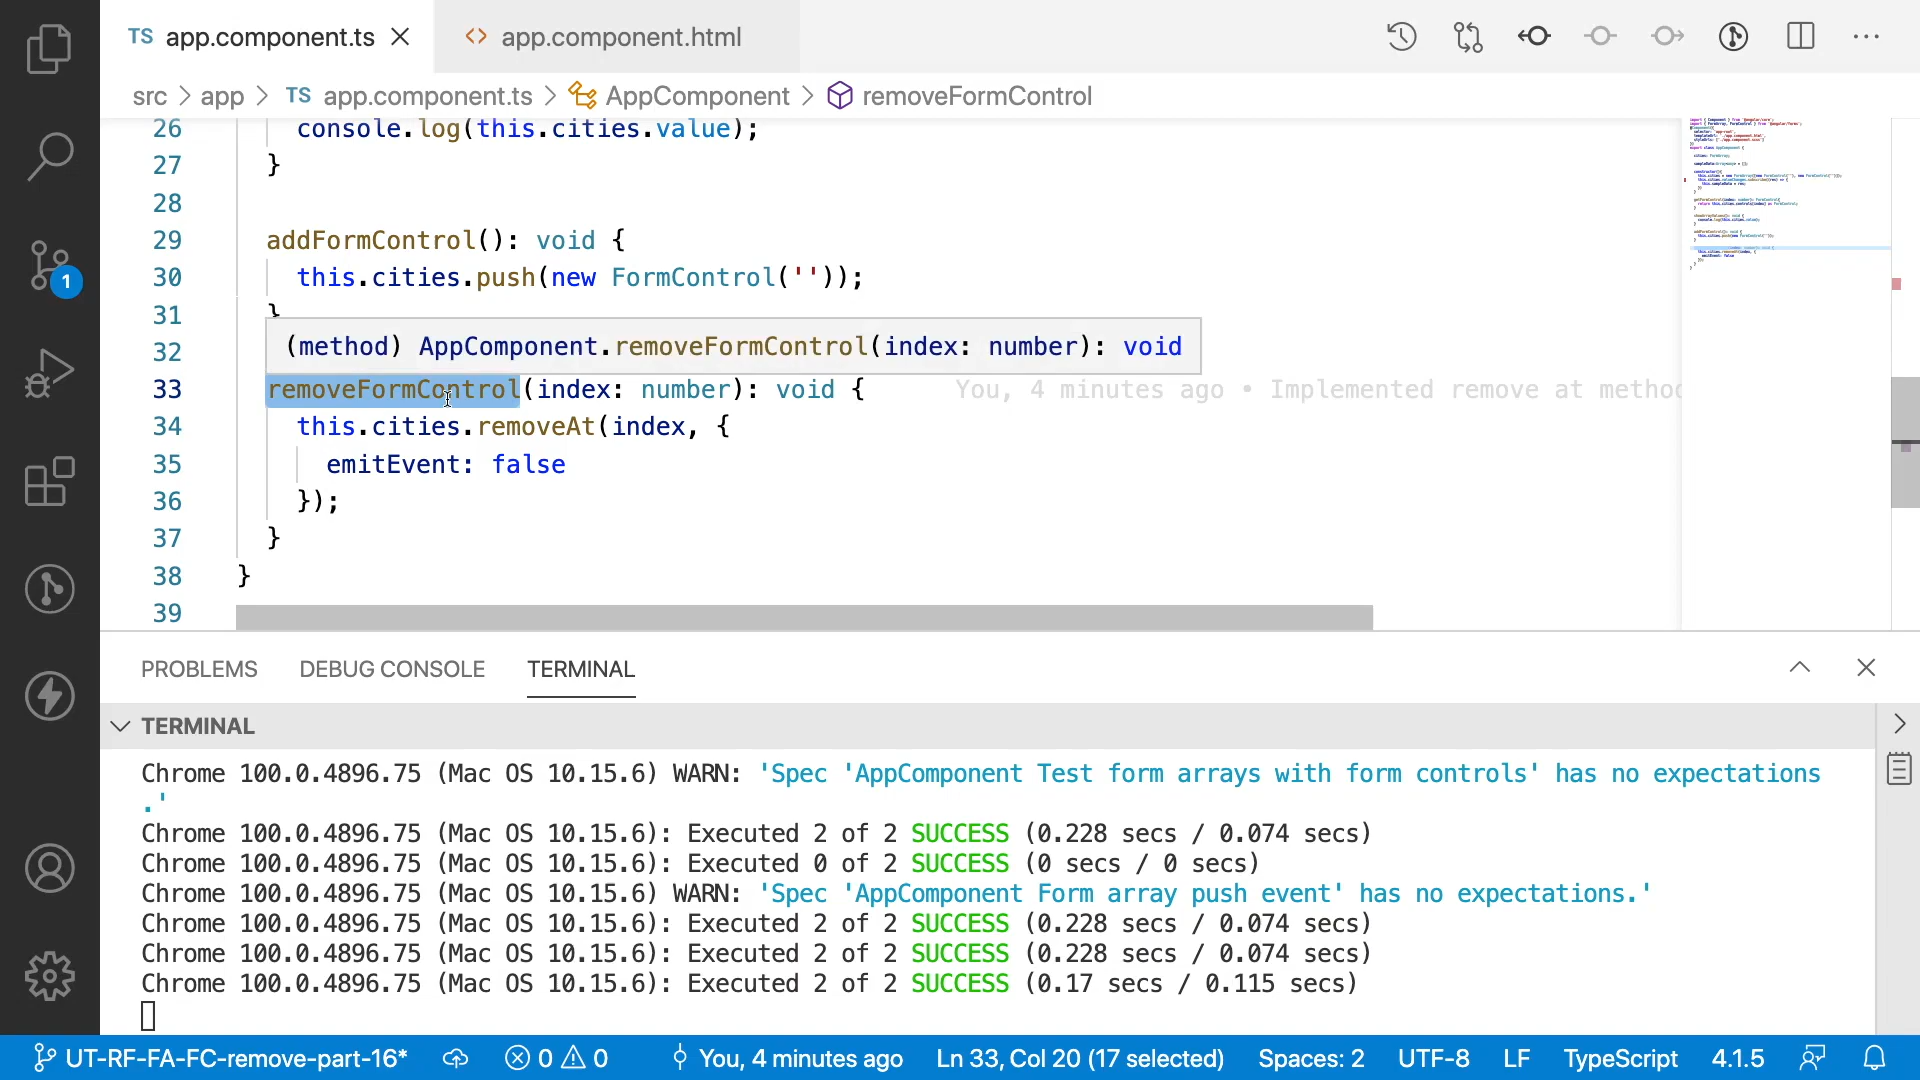 TS app.component.ts
<> app.component.html
src > app > TS app.component.ts > AppComponent > removeFormControl
26 console.log(this.cities.value);
27 }
28
29 addFormControl(): void {
30 this.cities.push(new FormControl(''));
31 }
32
(method) AppComponent.removeFormControl(index: number): void
33 removeFormControl(index: number): void { You, 4 minutes ago • Implemented remove at method
34 this.cities.removeAt(index, {
35 emitEvent: false
36 });
37 }
38 }
39
1
PROBLEMS DEBUG CONSOLE TERMINAL
TERMINAL
Chrome 100.0.4896.75 (Mac OS 10.15.6) WARN: 'Spec 'AppComponent Test form arrays with form controls' has no expectations
.'
Chrome 100.0.4896.75 (Mac OS 10.15.6): Executed 2 of 2 SUCCESS (0.228 secs / 0.074 secs)
Chrome 100.0.4896.75 (Mac OS 10.15.6): Executed 0 of 2 SUCCESS (0 secs / 0 secs)
Chrome 100.0.4896.75 (Mac OS 10.15.6) WARN: 'Spec 'AppComponent Form array push event' has no expectations.'
Chrome 100.0.4896.75 (Mac OS 10.15.6): Executed 2 of 2 SUCCESS (0.228 secs / 0.074 secs)
Chrome 100.0.4896.75 (Mac OS 10.15.6): Executed 2 of 2 SUCCESS (0.228 secs / 0.074 secs)
Chrome 100.0.4896.75 (Mac OS 10.15.6): Executed 2 of 2 SUCCESS (0.17 secs / 0.115 secs)
UT-RF-FA-FC-remove-part-16* 0 0 You, 4 minutes ago Ln 33, Col 20 (17 selected) Spaces: 2 UTF-8 LF TypeScript 4.1.5